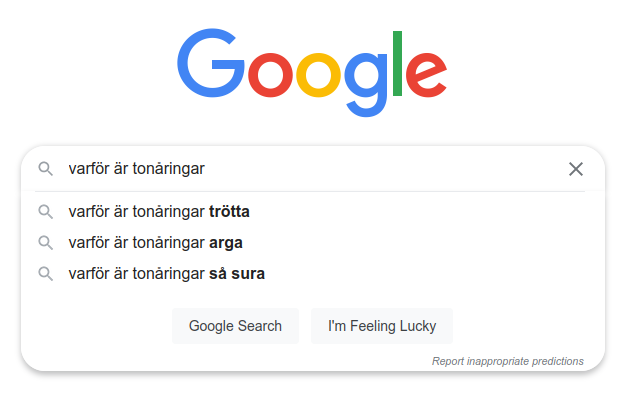 Google
varför är tonåringar
varför är tonåringar trötta
varför är tonåringar arga
varför är tonåringar så sura
Google Search I'm Feeling Lucky
Report inappropriate predictions